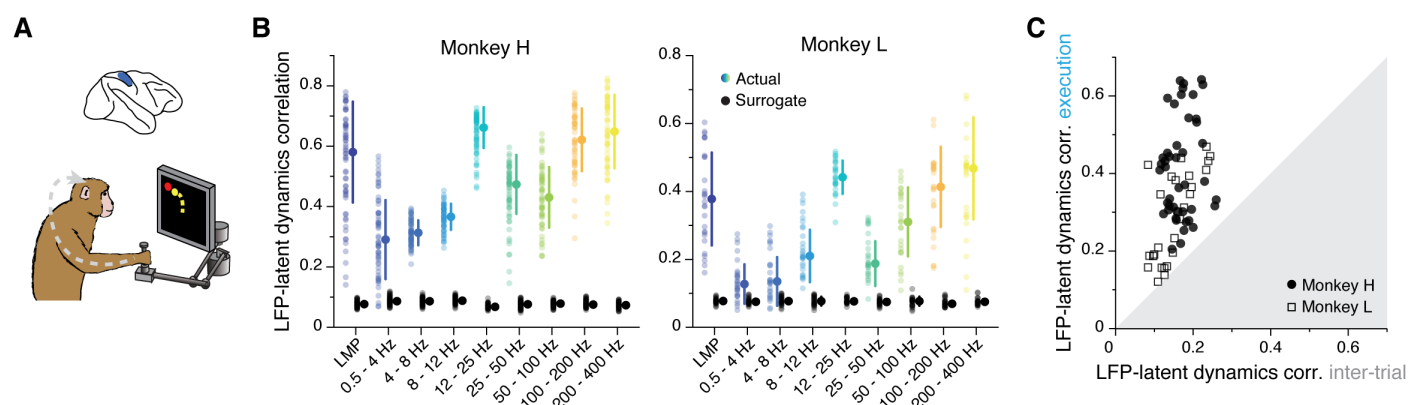 A
B
C
Monkey H
LFP-latent dynamics correlation
0.8
0.6
0.4
0.2
0
LMP
0.5 - 4 Hz
4 - 8 Hz
8 - 12 Hz
12 - 25 Hz
25 - 50 Hz
50 - 100 Hz
100 - 200 Hz
200 - 400 Hz
Monkey L
Actual
Surrogate
0.8
0.6
0.4
0.2
0
LMP
0.5 - 4 Hz
4 - 8 Hz
8 - 12 Hz
12 - 25 Hz
25 - 50 Hz
50 - 100 Hz
100 - 200 Hz
200 - 400 Hz
LFP-latent dynamics corr. execution
0.6
0.4
0.2
0
Monkey H
Monkey L
0
0.2
0.4
0.6
LFP-latent dynamics corr. inter-trial